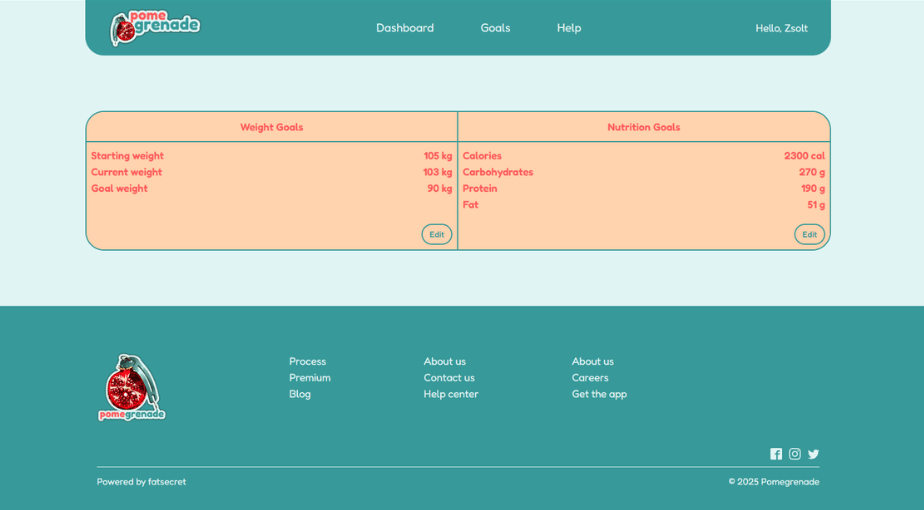 pome
grenade
Dashboard Goals Help
Hello, Zsolt
Weight Goals
Starting weight 105 kg
Current weight 103 kg
Goal weight 90 kg
Edit
Nutrition Goals
Calories 2300 cal
Carbohydrates 270 g
Protein 190 g
Fat 51 g
Edit
pomegrenade
Process
Premium
Blog
About us
Contact us
Help center
About us
Careers
Get the app
Powered by fatsecret
© 2025 Pomegrenade